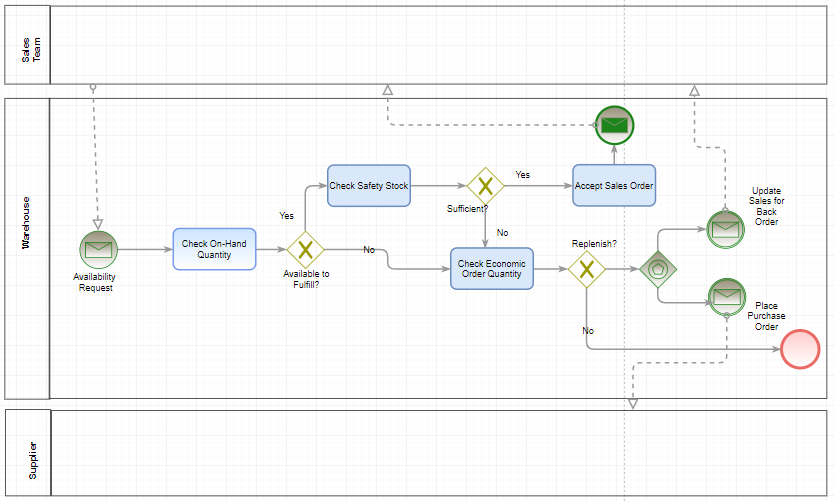 Sales
Team
Warehouse
Supplier
Availability
Request
Check On-Hand
Quantity
Available to
Fulfill?
Yes
No
Check Safety Stock
Sufficient?
Yes
No
Accept Sales Order
Check Economic
Order Quantity
Replenish?
No
Update
Sales for
Back
Order
Place
Purchase
Order